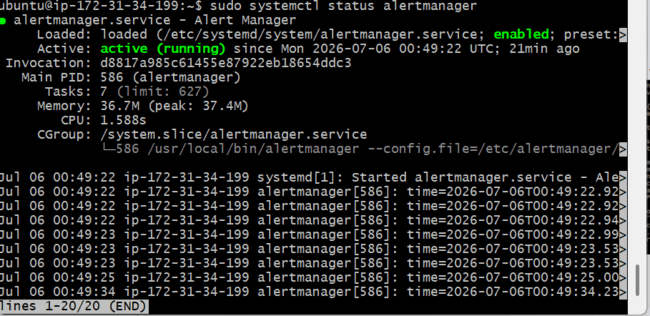 ubuntu@ip-172-31-34-199:~$ sudo systemctl status alertmanager
● alertmanager.service - Alert Manager
     Loaded: loaded (/etc/systemd/system/alertmanager.service; enabled; preset:>
     Active: active (running) since Mon 2026-07-06 00:49:22 UTC; 21min ago
 Invocation: d8817a985c61455e87922eb18654ddc3
   Main PID: 586 (alertmanager)
      Tasks: 7 (limit: 627)
     Memory: 36.7M (peak: 37.4M)
        CPU: 1.588s
     CGroup: /system.slice/alertmanager.service
             └─586 /usr/local/bin/alertmanager --config.file=/etc/alertmanager/>
Jul 06 00:49:22 ip-172-31-34-199 systemd[1]: Started alertmanager.service - Ale>
Jul 06 00:49:22 ip-172-31-34-199 alertmanager[586]: time=2026-07-06T00:49:22.92>
Jul 06 00:49:22 ip-172-31-34-199 alertmanager[586]: time=2026-07-06T00:49:22.92>
Jul 06 00:49:22 ip-172-31-34-199 alertmanager[586]: time=2026-07-06T00:49:22.94>
Jul 06 00:49:23 ip-172-31-34-199 alertmanager[586]: time=2026-07-06T00:49:22.99>
Jul 06 00:49:23 ip-172-31-34-199 alertmanager[586]: time=2026-07-06T00:49:23.53>
Jul 06 00:49:23 ip-172-31-34-199 alertmanager[586]: time=2026-07-06T00:49:23.53>
Jul 06 00:49:25 ip-172-31-34-199 alertmanager[586]: time=2026-07-06T00:49:25.00>
Jul 06 00:49:34 ip-172-31-34-199 alertmanager[586]: time=2026-07-06T00:49:34.23>
lines 1-20/20 (END)